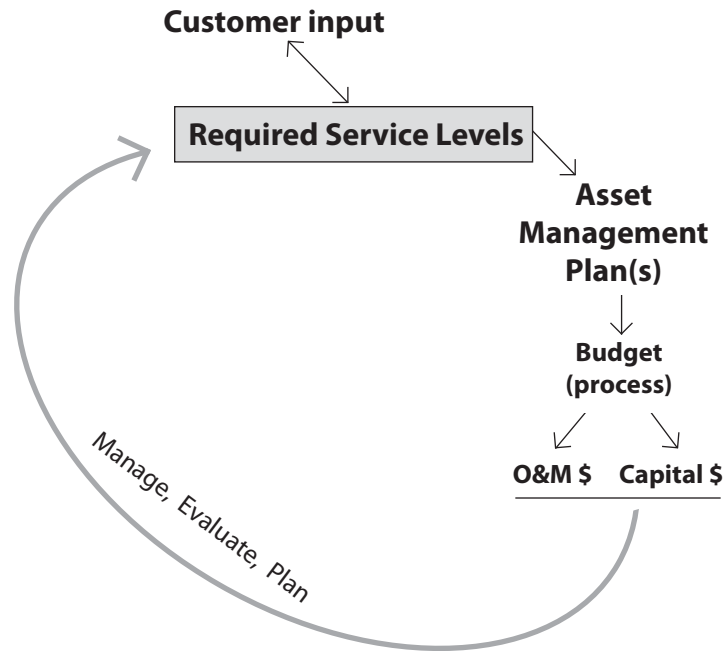 Customer input
Required Service Levels
Asset
Management
Plan(s)
Budget
(process)
O&M $ Capital $
Manage, Evaluate, Plan